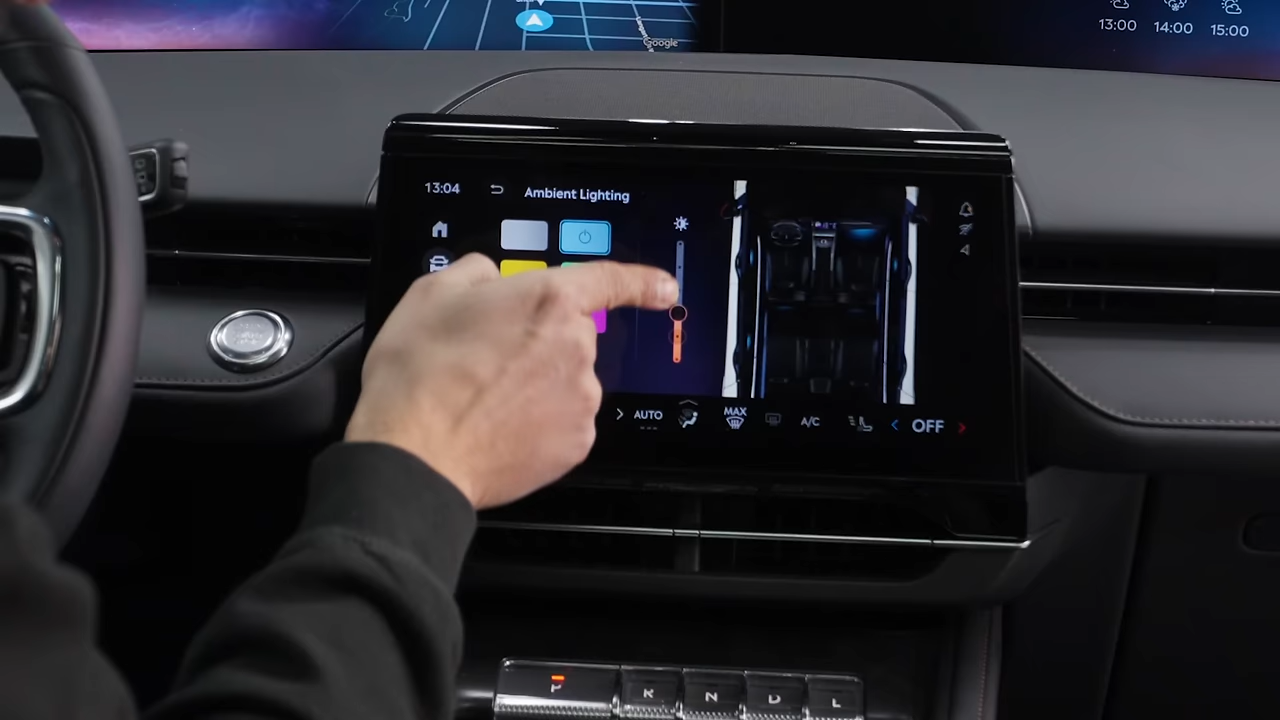 Google
13:00 14:00 15:00
13:04 Ambient Lighting
AUTO MAX A/C OFF
P R N D L